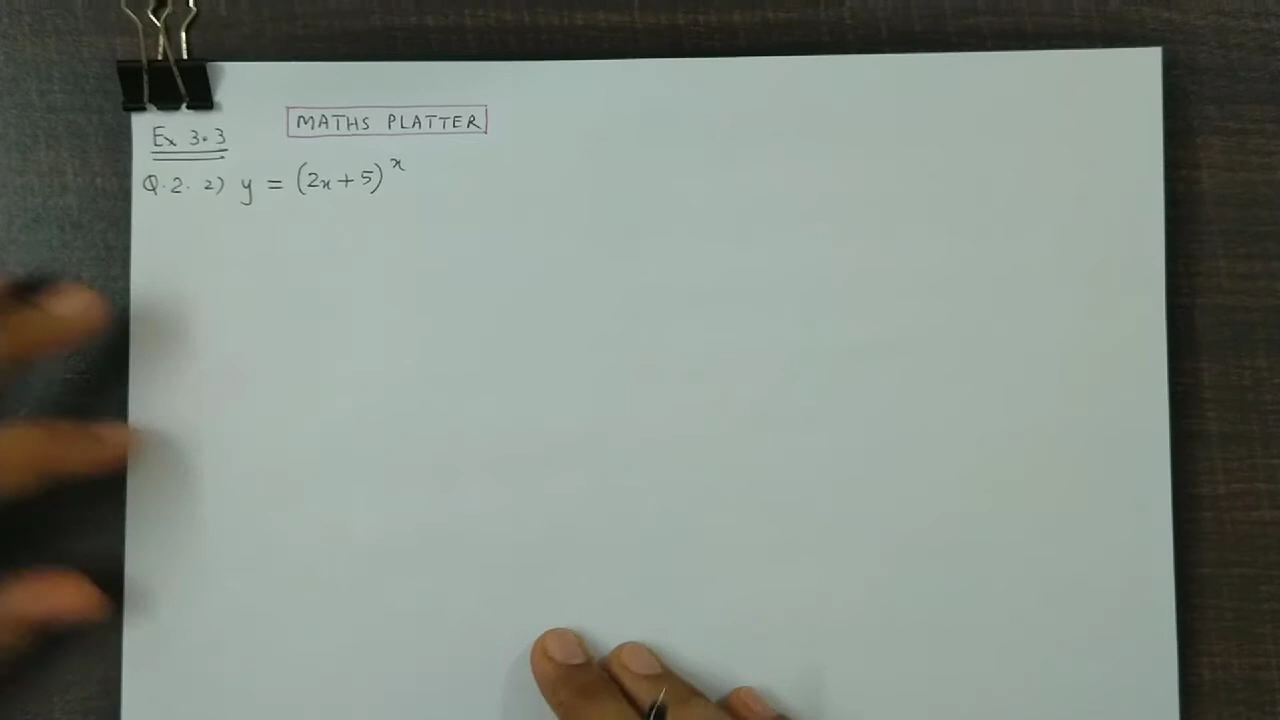 MATHS PLATTER
Ex 3.3
Q.2. 2) y = (2x+5)^x